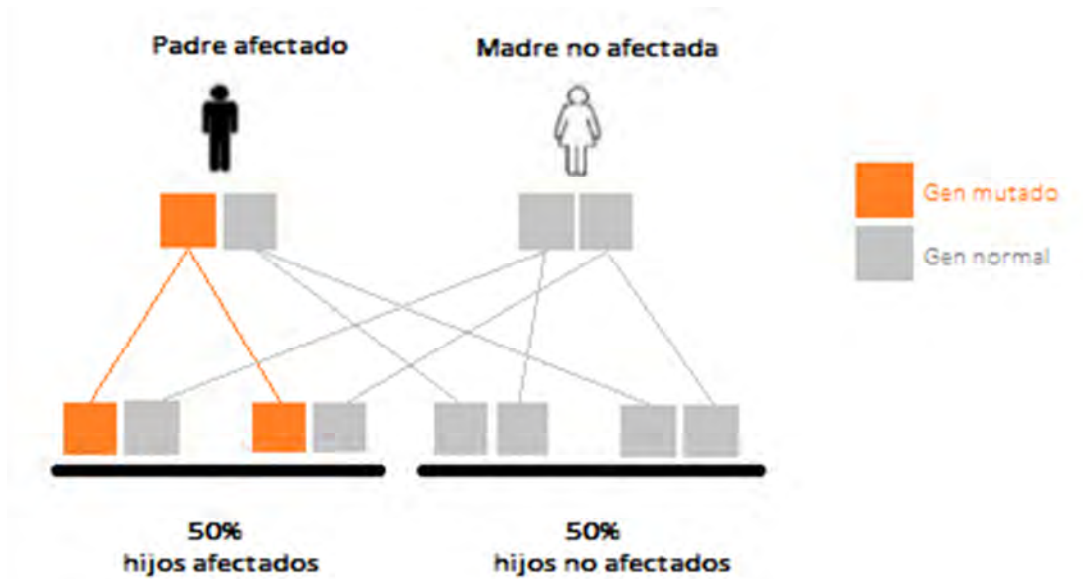 Padre afectado
Madre no afectada
Gen mutado
Gen normal
50%
hijos afectados
50%
hijos no afectados